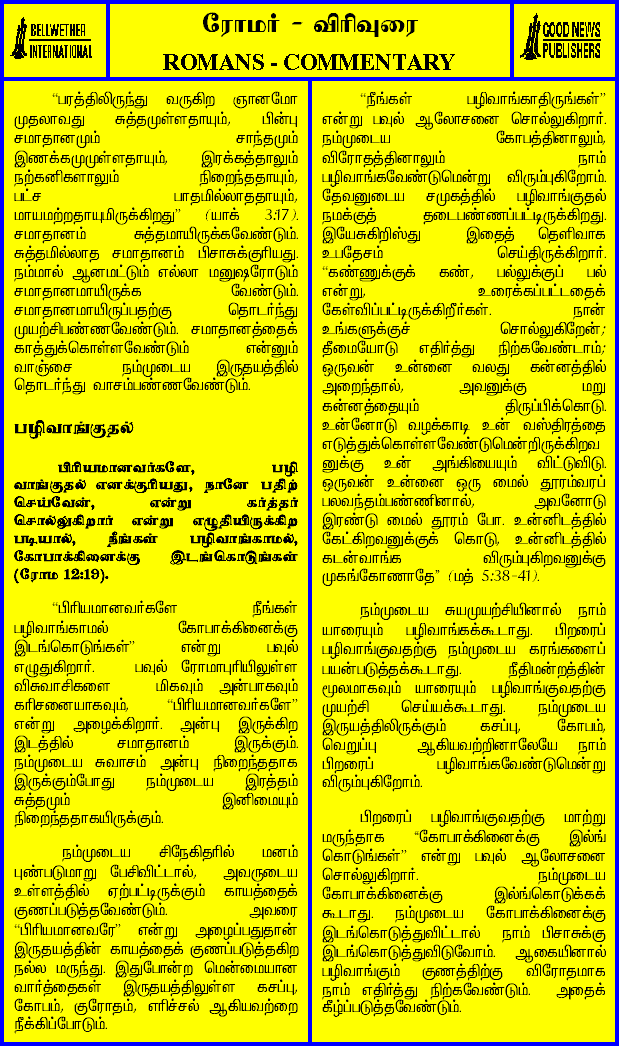 BELLWETHER
INTERNATIONAL
ரோமர் - விரிவுரை
ROMANS - COMMENTARY
GOOD NEWS
PUBLISHERS
“பரத்திலிருந்து வருகிற ஞானமோ
முதலாவது சுத்தமுள்ளதாயும், பின்பு
சமாதானமும் சாந்தமும்
இணக்கமுமுள்ளதாயும், இரக்கத்தாலும்
நற்கனிகளாலும் நிறைந்ததாயும்,
பட்ச பாதமில்லாததாயும்,
மாயமற்றதாயுமிருக்கிறது” (யாக் 3:17).
சமாதானம் சுத்தமாயிருக்கவேண்டும்.
சுத்தமில்லாத சமாதானம் பிசாசுக்குரியது.
நம்மால் ஆனமட்டும் எல்லா மனுஷரோடும்
சமாதானமாயிருக்க வேண்டும்.
சமாதானமாயிருப்பதற்கு தொடர்ந்து
முயற்சிபண்ணவேண்டும். சமாதானத்தைக்
காத்துக்கொள்ளவேண்டும் என்னும்
வாஞ்சை நம்முடைய இருதயத்தில்
தொடர்ந்து வாசம்பண்ணவேண்டும்.
பழிவாங்குதல்
பிரியமானவர்களே, பழி
வாங்குதல் எனக்குரியது, நானே பதிற்
செய்வேன், என்று கர்த்தர்
சொல்லுகிறார் என்று எழுதியிருக்கிற
படியால், நீங்கள் பழிவாங்காமல்,
கோபாக்கினைக்கு இடங்கொடுங்கள்
(ரோம 12:19).
“பிரியமானவர்களே நீங்கள்
பழிவாங்காமல் கோபாக்கினைக்கு
இடங்கொடுங்கள்” என்று பவுல்
எழுதுகிறார். பவுல் ரோமாபுரியிலுள்ள
விசுவாசிகளை மிகவும் அன்பாகவும்
கரிசனையாகவும், “பிரியமானவர்களே”
என்று அழைக்கிறார். அன்பு இருக்கிற
இடத்தில் சமாதானம் இருக்கும்.
நம்முடைய சுவாசம் அன்பு நிறைந்ததாக
இருக்கும்போது நம்முடைய இரத்தம்
சுத்தமும் இனிமையும்
நிறைந்ததாகயிருக்கும்.
நம்முடைய சிநேகிதரில் மனம்
புண்படுமாறு பேசிவிட்டால், அவருடைய
உள்ளத்தில் ஏற்பட்டிருக்கும் காயத்தைக்
குணப்படுத்தவேண்டும். அவரை
“பிரியமானவரே” என்று அழைப்பதுதான்
இருதயத்தின் காயத்தைக் குணப்படுத்தகிற
நல்ல மருந்து. இதுபோன்ற மென்மையான
வார்த்தைகள் இருதயத்திலுள்ள கசப்பு,
கோபம், குரோதம், எரிச்சல் ஆகியவற்றை
நீக்கிப்போடும்.
“நீங்கள் பழிவாங்காதிருங்கள்”
என்று பவுல் ஆலோசனை சொல்லுகிறார்.
நம்முடைய கோபத்தினாலும்,
விரோதத்தினாலும் நாம்
பழிவாங்கவேண்டுமென்று விரும்புகிறோம்.
தேவனுடைய சமுகத்தில் பழிவாங்குதல்
நமக்குத் தடைபண்ணப்பட்டிருக்கிறது.
இயேசுகிறிஸ்து இதைத் தெளிவாக
உபதேசம் செய்திருக்கிறார்.
“கண்ணுக்குக் கண், பல்லுக்குப் பல்
என்று, உரைக்கப்பட்டதைக்
கேள்விப்பட்டிருக்கிறீர்கள். நான்
உங்களுக்குச் சொல்லுகிறேன்;
தீமையோடு எதிர்த்து நிற்கவேண்டாம்;
ஒருவன் உன்னை வலது கன்னத்தில்
அறைந்தால், அவனுக்கு மறு
கன்னத்தையும் திருப்பிக்கொடு.
உன்னோடு வழக்காடி உன் வஸ்திரத்தை
எடுத்துக்கொள்ளவேண்டுமென்றிருக்கிறவ
னுக்கு உன் அங்கியையும் விட்டுவிடு.
ஒருவன் உன்னை ஒரு மைல் தூரம்வரப்
பலவந்தம்பண்ணினால், அவனோடு
இரண்டு மைல் தூரம் போ. உன்னிடத்தில்
கேட்கிறவனுக்குக் கொடு, உன்னிடத்தில்
கடன்வாங்க விரும்புகிறவனுக்கு
முகங்கோணாதே” (மத் 5:38-41).
நம்முடைய சுயமுயற்சியினால் நாம்
யாரையும் பழிவாங்கக்கூடாது. பிறரைப்
பழிவாங்குவதற்கு நம்முடைய கரங்களைப்
பயன்படுத்தக்கூடாது. நீதிமன்றத்தின்
மூலமாகவும் யாரையும் பழிவாங்குவதற்கு
முயற்சி செய்யக்கூடாது. நம்முடைய
இருயத்திலிருக்கும் கசப்பு, கோபம்,
வெறுப்பு ஆகியவற்றினாலேயே நாம்
பிறரைப் பழிவாங்கவேண்டுமென்று
விரும்புகிறோம்.
பிறரைப் பழிவாங்குவதற்கு மாற்று
மருந்தாக “கோபாக்கினைக்கு இல்ங்
கொடுங்கள்” என்று பவுல் ஆலோசனை
சொல்லுகிறார். நம்முடைய
கோபாக்கினைக்கு இல்ங்கொடுக்கக்
கூடாது. நம்முடைய கோபாக்கினைக்கு
இடங்கொடுத்துவிட்டால் நாம் பிசாசுக்கு
இடங்கொடுத்துவிடுவோம். ஆகையினால்
பழிவாங்கும் குணத்திற்கு விரோதமாக
நாம் எதிர்த்து நிற்கவேண்டும். அதைக்
கீழ்ப்படுத்தவேண்டும்.